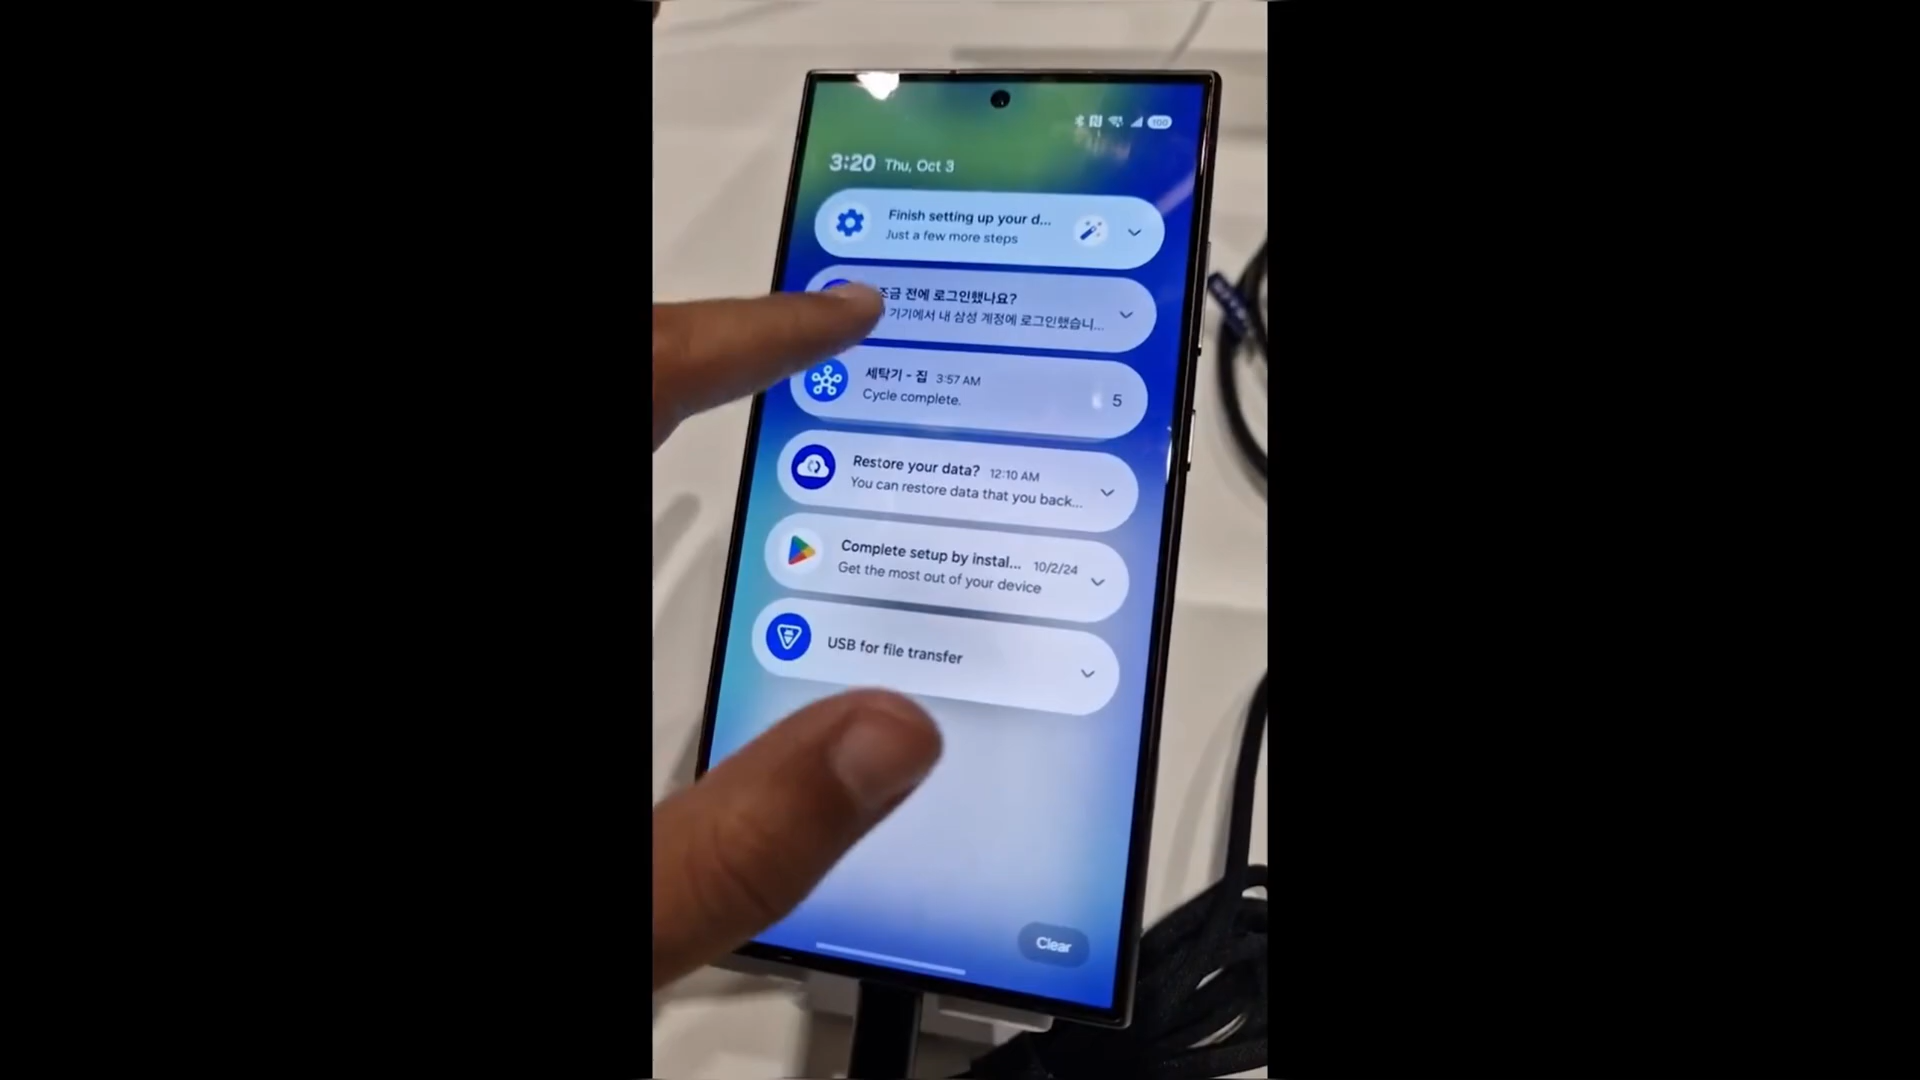 100
3:20 Thu, Oct 3
Finish setting up your d...
Just a few more steps
조금 전에 로그인했나요?
기기에서 내 삼성 계정에 로그인했습니...
세탁기 - 집 3:57 AM
Cycle complete.
5
Restore your data? 12:10 AM
You can restore data that you back...
Complete setup by instal... 10/2/24
Get the most out of your device
USB for file transfer
Clear